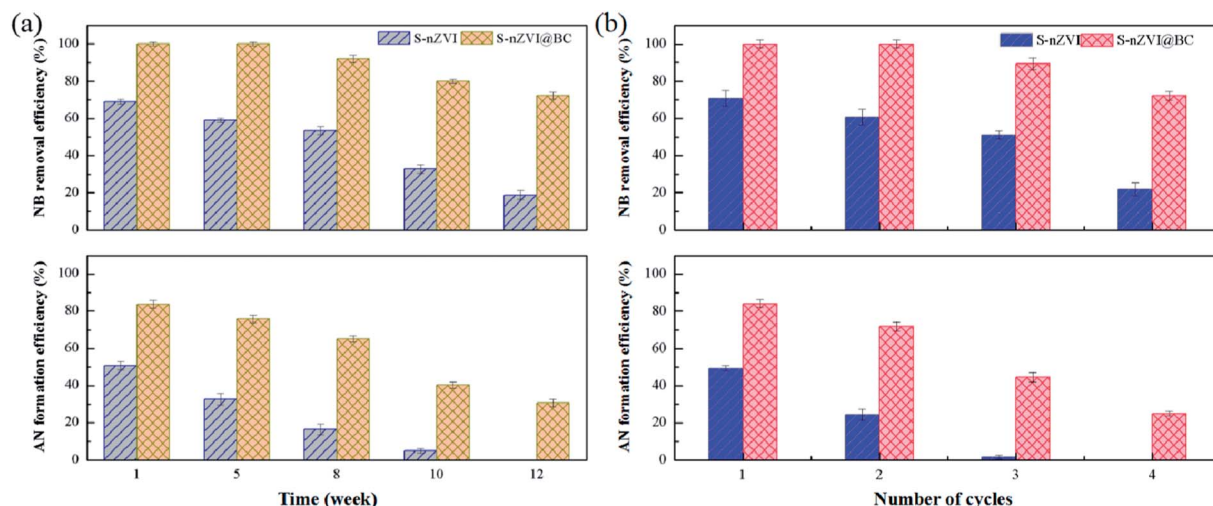 (a)
NB removal efficiency (%)
100
80
60
40
20
0
S-nZVI S-nZVI@BC
AN formation efficiency (%)
100
80
60
40
20
0
1 5 8 10 12
Time (week)
(b)
NB removal efficiency (%)
100
80
60
40
20
0
S-nZVI S-nZVI@BC
AN formation efficiency (%)
100
80
60
40
20
0
1 2 3 4
Number of cycles